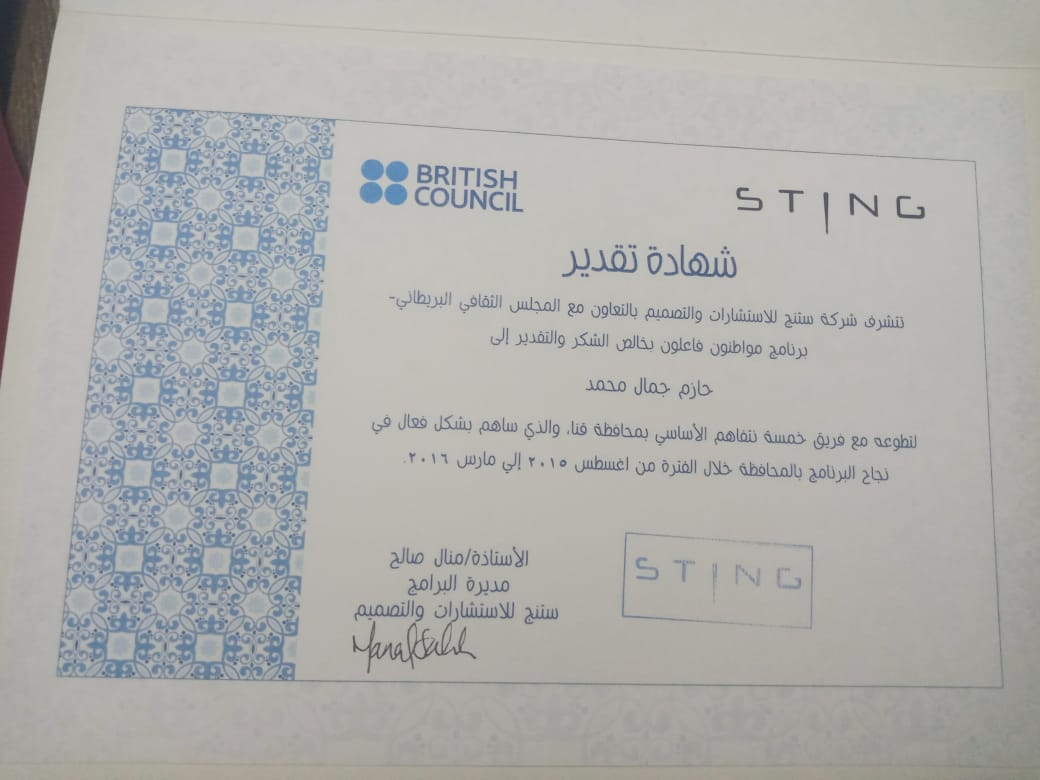 BRITISH
COUNCIL
STING
شهادة تقدير
تتشرف شركة ستنج للاستشارات والتصميم بالتعاون مع المجلس الثقافي البريطاني-
برنامج مواطنون فاعلون بخالص الشكر والتقدير إلى
حازم جمال محمد
لتطوعه مع فريق خمسة نتفاهم الأساسي بمحافظة قنا، والذي ساهم بشكل فعال في
نجاح البرنامج بالمحافظة خلال الفترة من اغسطس ٢٠١٥ إلي مارس ٢٠١٦.
الأستاذة/منال صالح
مديرة البرامج
ستنج للاستشارات والتصميم
Manal Saleh
STING